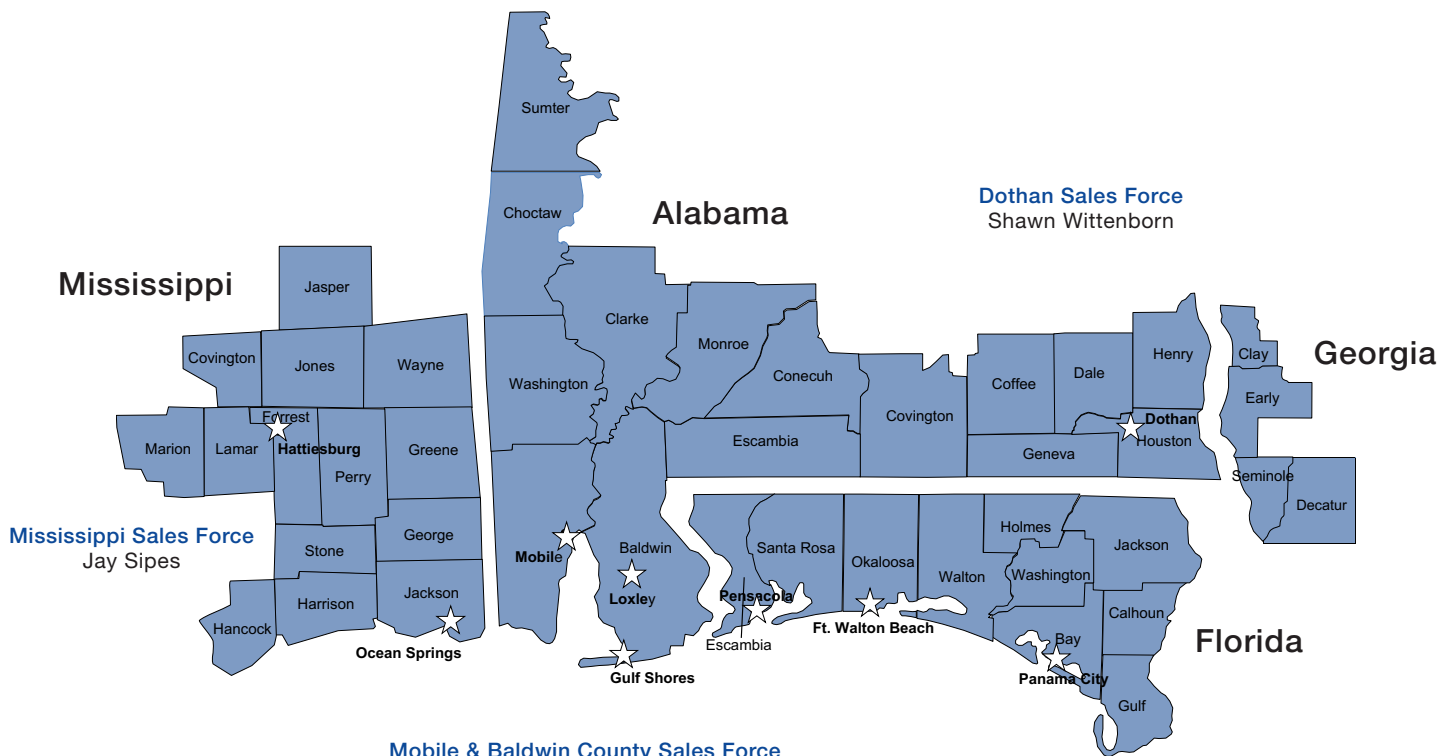 Sumter
Choctaw
Alabama
Dothan Sales Force
Shawn Wittenborn
Mississippi
Jasper
Clarke
Monroe
Henry
Georgia
Covington
Jones
Wayne
Washington
Conecuh
Coffee
Dale
Clay
Early
Forrest
Covington
Dothan
Marion
Lamar
Hattiesburg
Greene
Escambia
Houston
Perry
Geneva
Seminole
Decatur
Mississippi Sales Force
Jay Sipes
Stone
George
Mobile
Baldwin
Santa Rosa
Okaloosa
Holmes
Jackson
Walton
Washington
Hancock
Harrison
Jackson
Loxley
Pensacola
Calhoun
Ft. Walton Beach
Ocean Springs
Escambia
Bay
Florida
Gulf Shores
Panama City
Gulf
Mobile & Baldwin County Sales Force